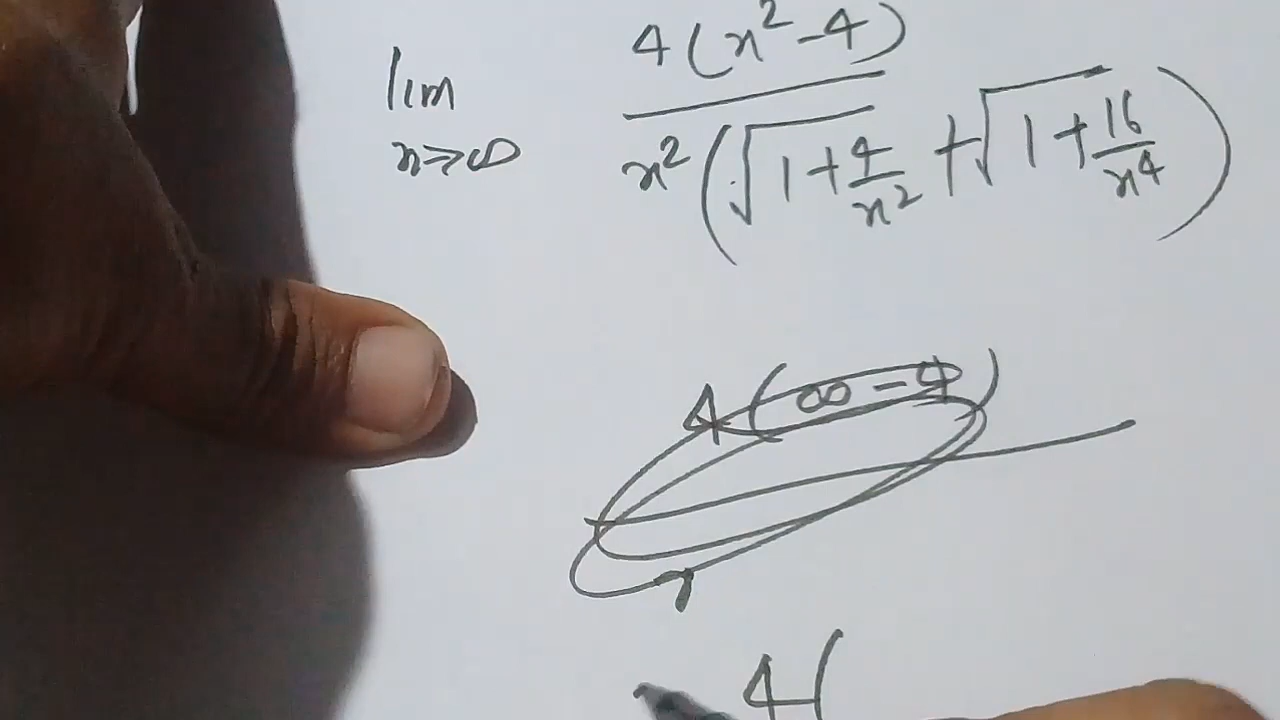 lim x→∞ 4(x²-4) / x²(√1+4/x² + √1+16/x⁴)
4(∞-4)
4(